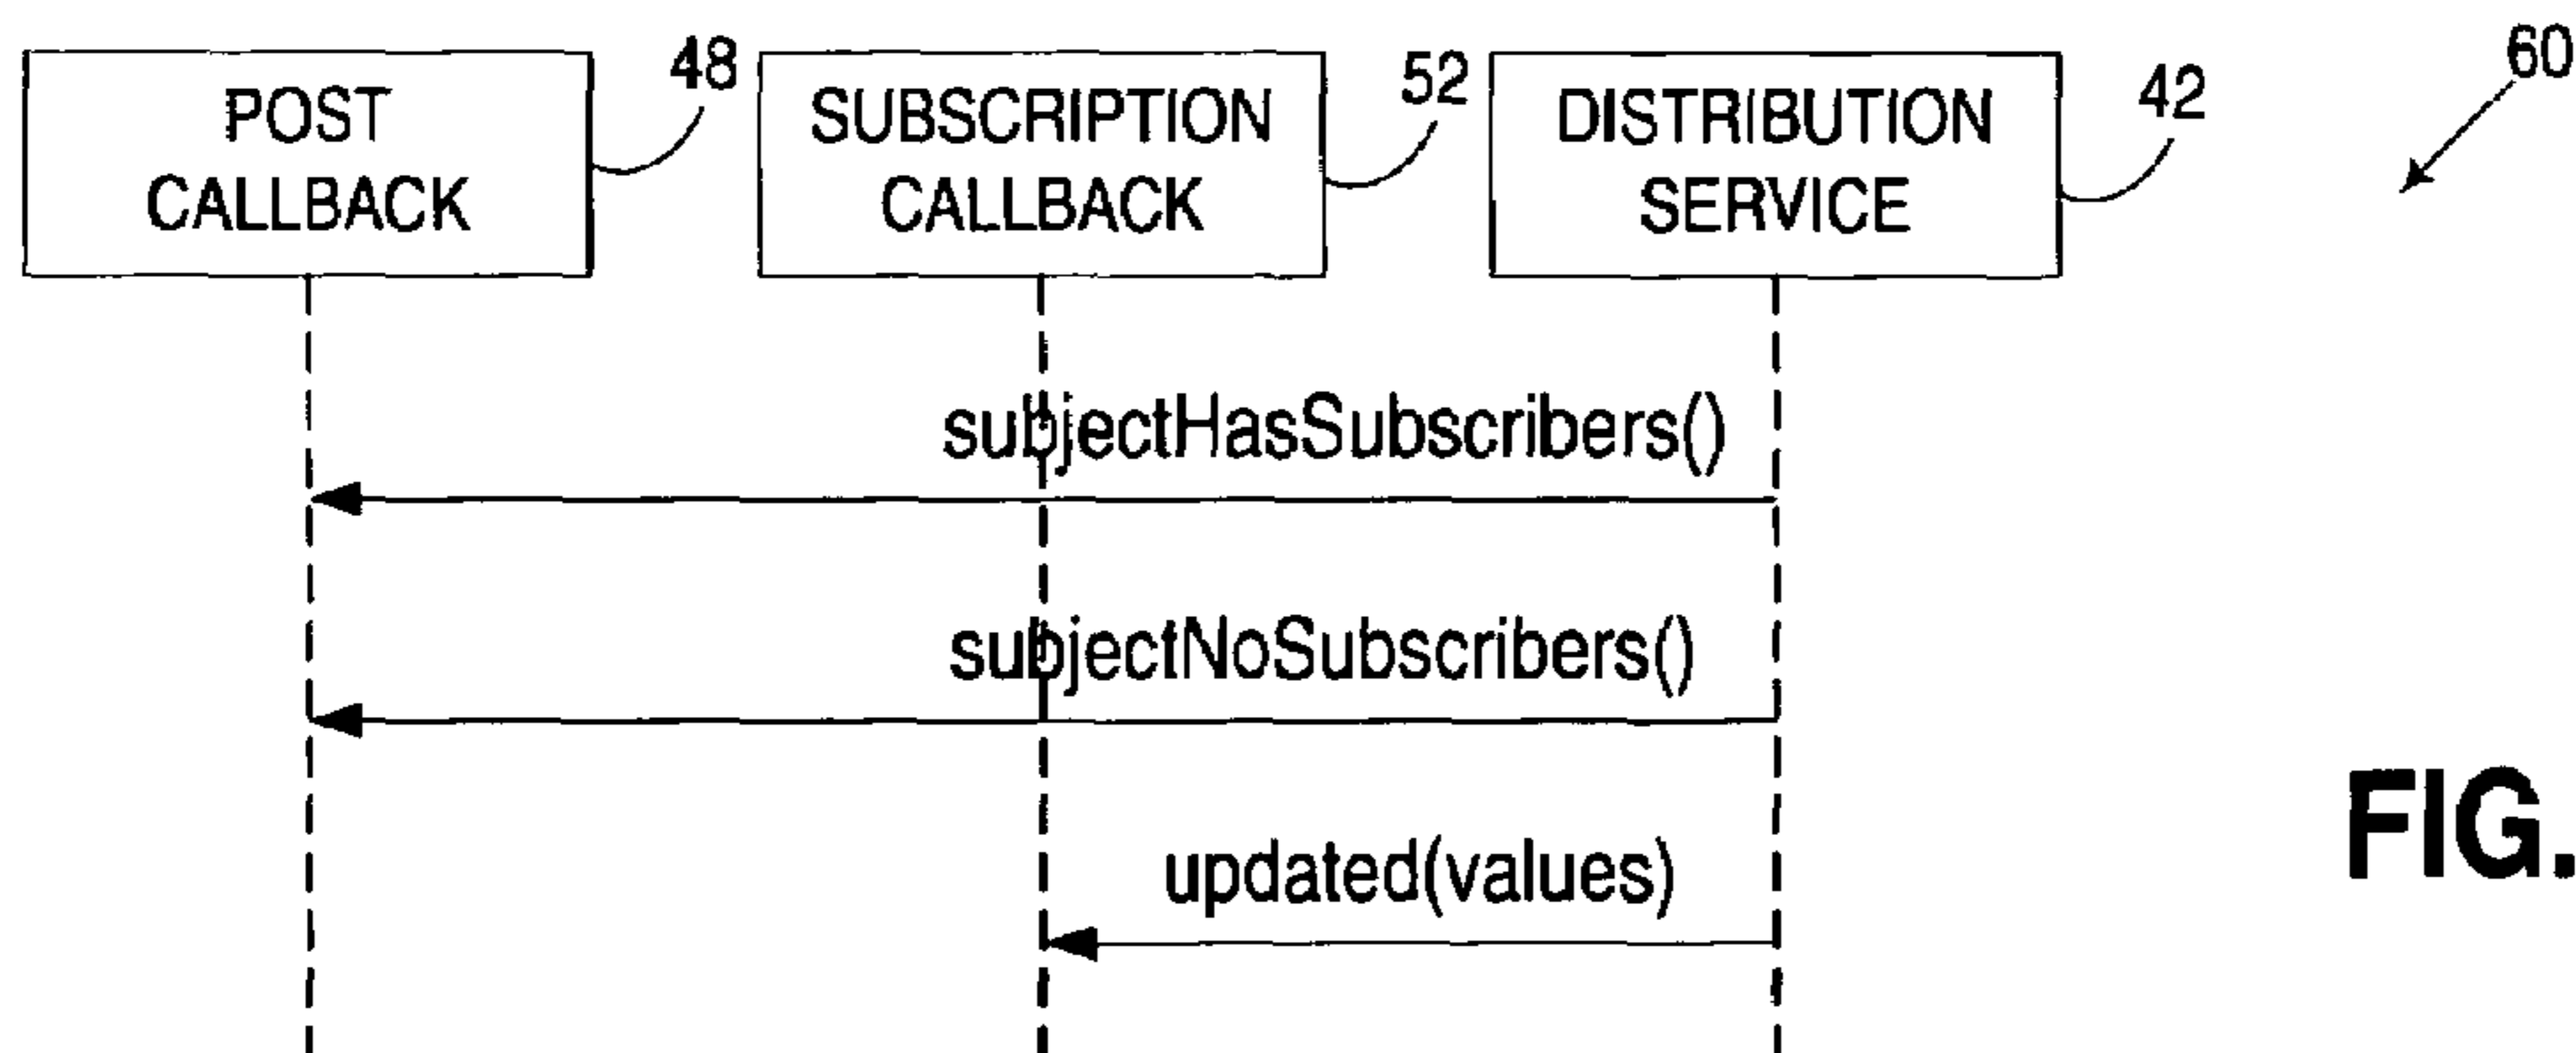 POST
CALLBACK
48
SUBSCRIPTION
CALLBACK
52
DISTRIBUTION
SERVICE
42
60
subjectHasSubscribers()
subjectNoSubscribers()
updated(values)
FIG.